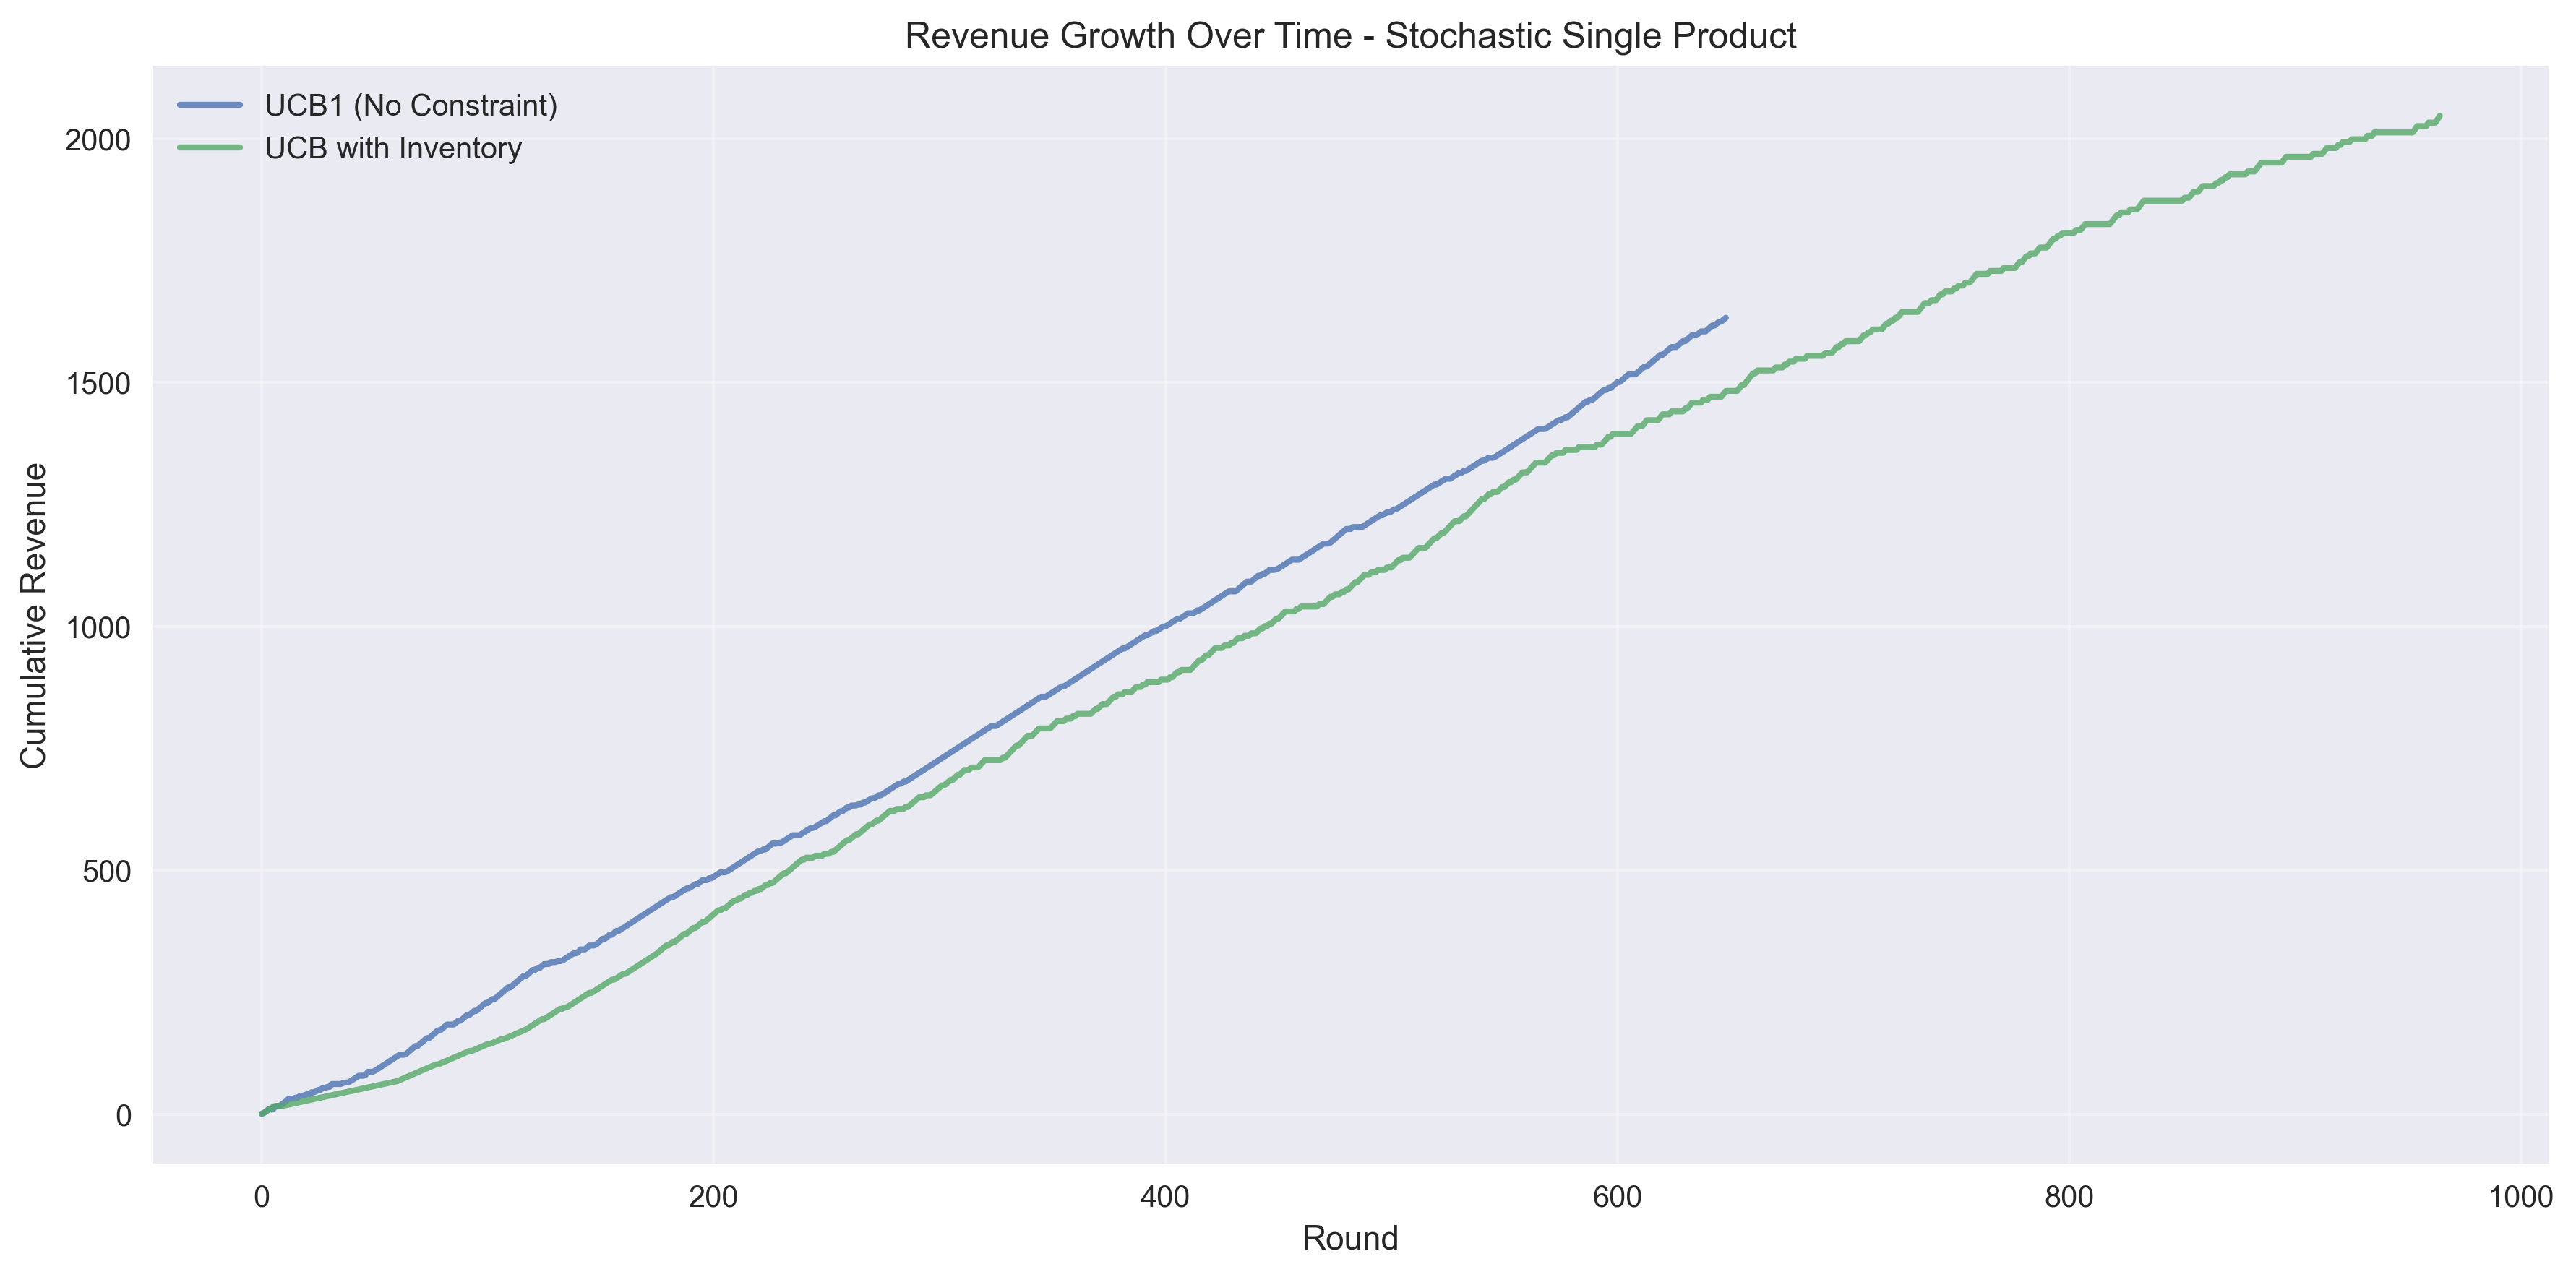 Revenue Growth Over Time - Stochastic Single Product
UCB1 (No Constraint)
UCB with Inventory
Cumulative Revenue
2000
1500
1000
500
0
0 200 400 600 800 1000
Round